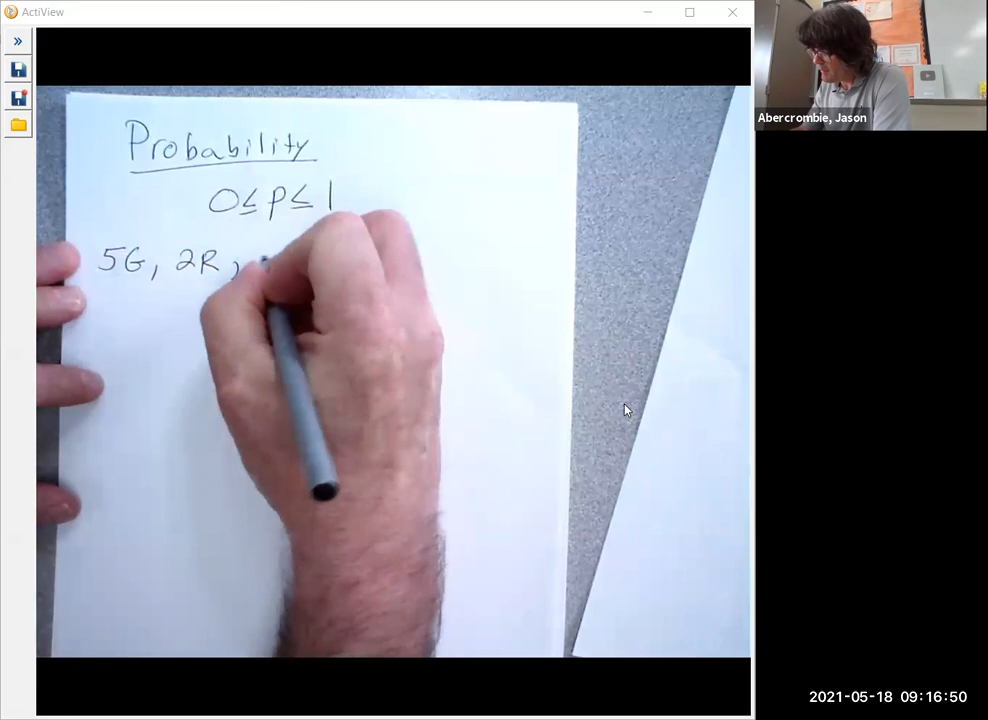 ActiView
Probability
0 ≤ p ≤ 1
5G, 2R,
Abercrombie, Jason
2021-05-18 09:16:50